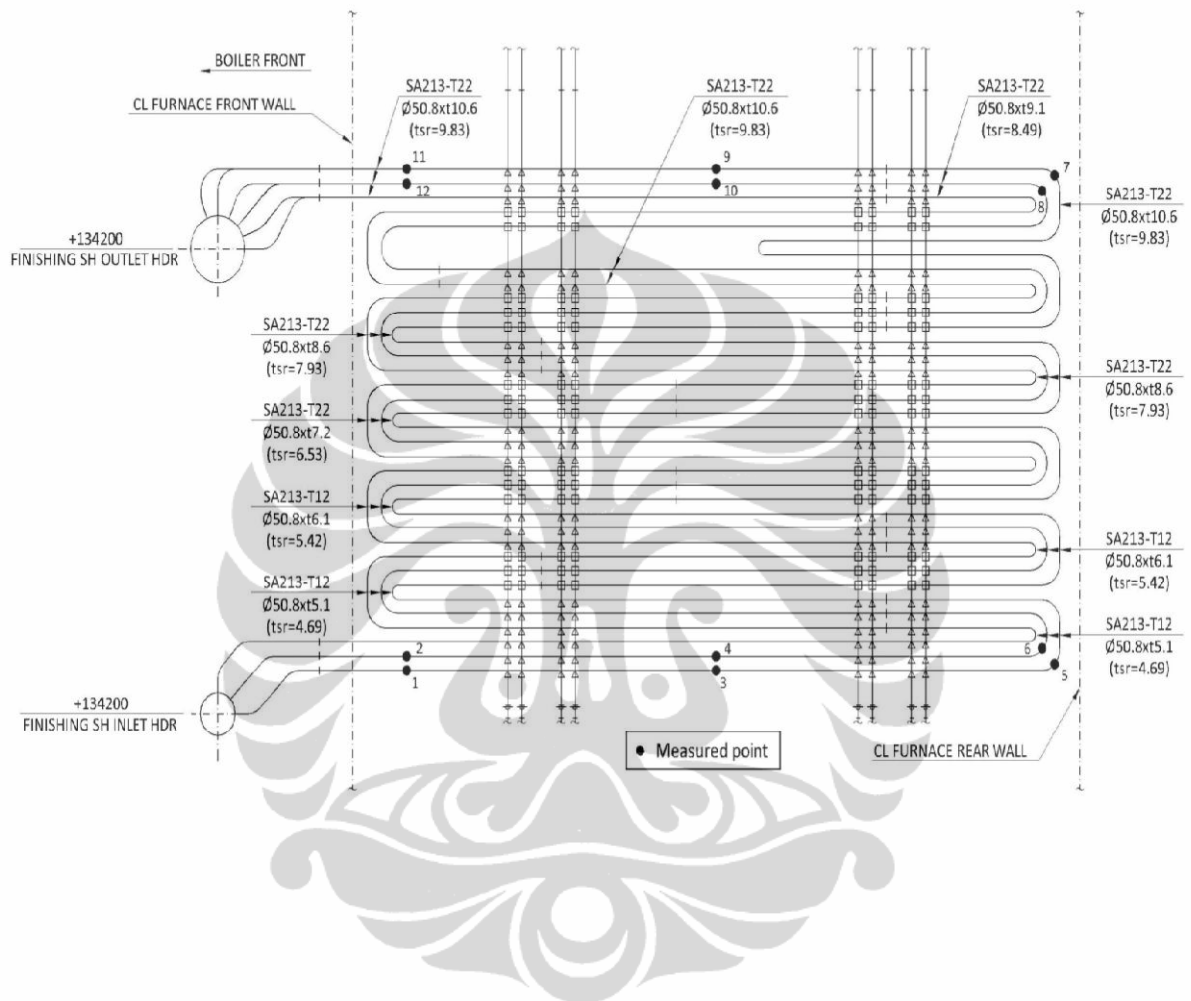 BOILER FRONT
CL FURNACE FRONT WALL
SA213-T22
Ø50.8xt10.6
(tsr=9.83)
SA213-T22
Ø50.8xt10.6
(tsr=9.83)
SA213-T22
Ø50.8xt9.1
(tsr=8.49)
11
9
7
12
10
8
SA213-T22
Ø50.8xt10.6
(tsr=9.83)
+134200
FINISHING SH OUTLET HDR
SA213-T22
Ø50.8xt8.6
(tsr=7.93)
SA213-T22
Ø50.8xt8.6
(tsr=7.93)
SA213-T22
Ø50.8xt7.2
(tsr=6.53)
SA213-T12
Ø50.8xt6.1
(tsr=5.42)
SA213-T12
Ø50.8xt6.1
(tsr=5.42)
SA213-T12
Ø50.8xt5.1
(tsr=4.69)
SA213-T12
Ø50.8xt5.1
(tsr=4.69)
2
4
6
1
3
5
+134200
FINISHING SH INLET HDR
Measured point
CL FURNACE REAR WALL